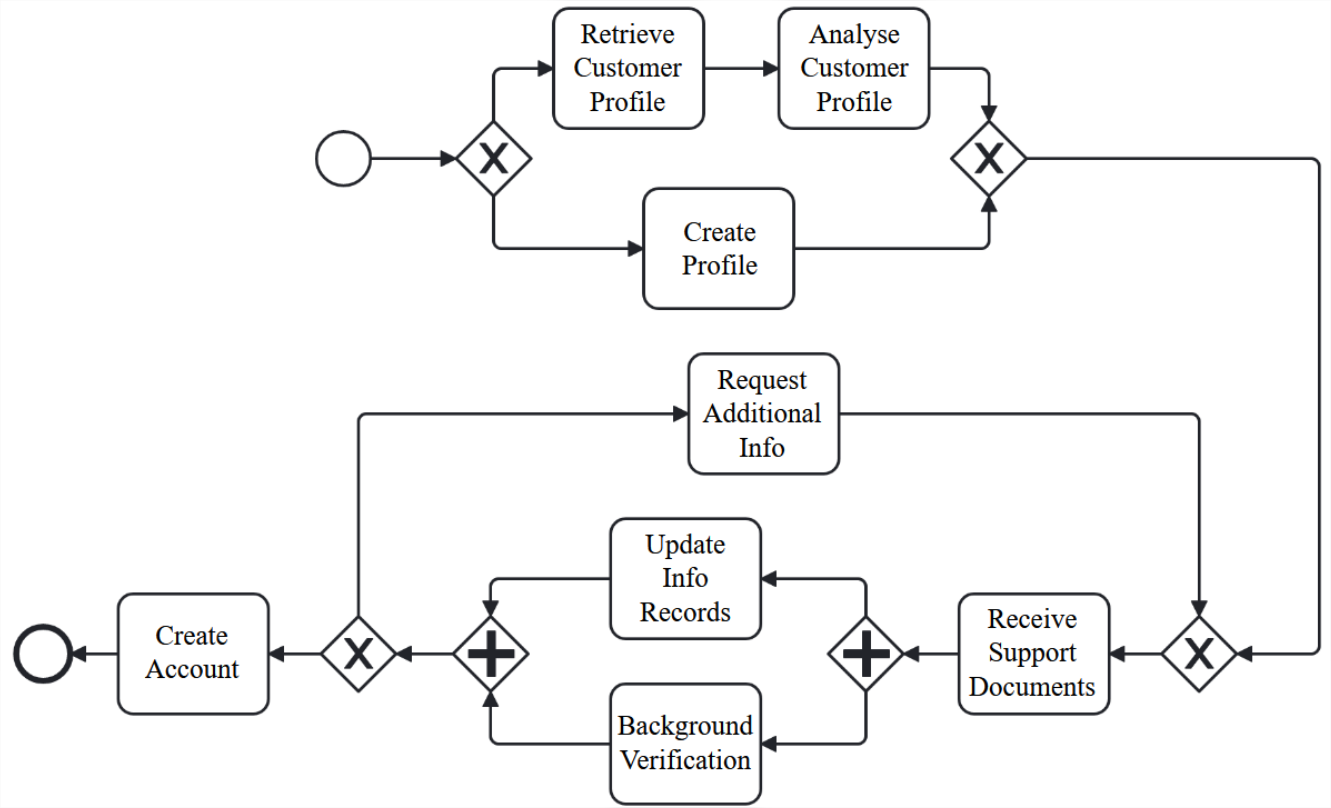 Retrieve
Customer
Profile
Analyse
Customer
Profile
X
X
Create
Profile
Request
Additional
Info
Update
Info
Records
Create
Account
X
Receive
Support
Documents
X
Background
Verification